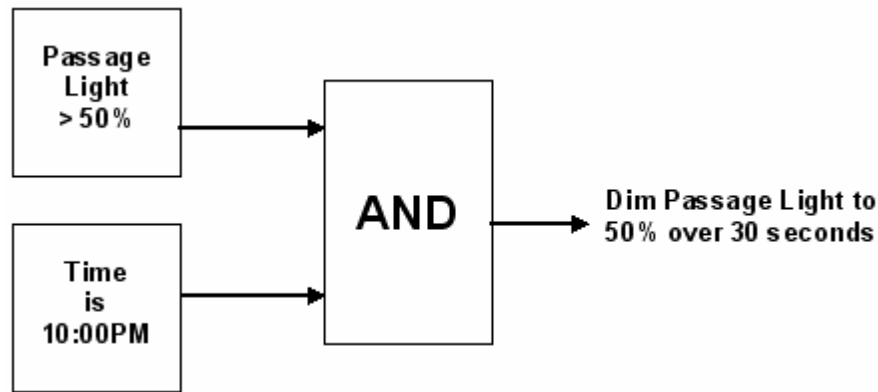 Passage
Light
> 50%
Time
is
10:00PM
AND
Dim Passage Light to
50% over 30 seconds